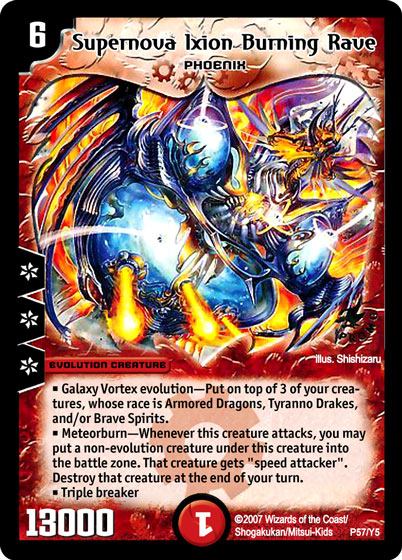 6
Supernova Ixion Burning Rave
PHOENIX
Illus. Shishizaru
EVOLUTION CREATURE
▪ Galaxy Vortex evolution—Put on top of 3 of your crea-
tures, whose race is Armored Dragons, Tyranno Drakes,
and/or Brave Spirits.
▪ Meteorburn—Whenever this creature attacks, you may
put a non-evolution creature under this creature into
the battle zone. That creature gets "speed attacker".
Destroy that creature at the end of your turn.
▪ Triple breaker
13000
1
©2007 Wizards of the Coast/
Shogakukan/Mitsui-Kids
P57/Y5